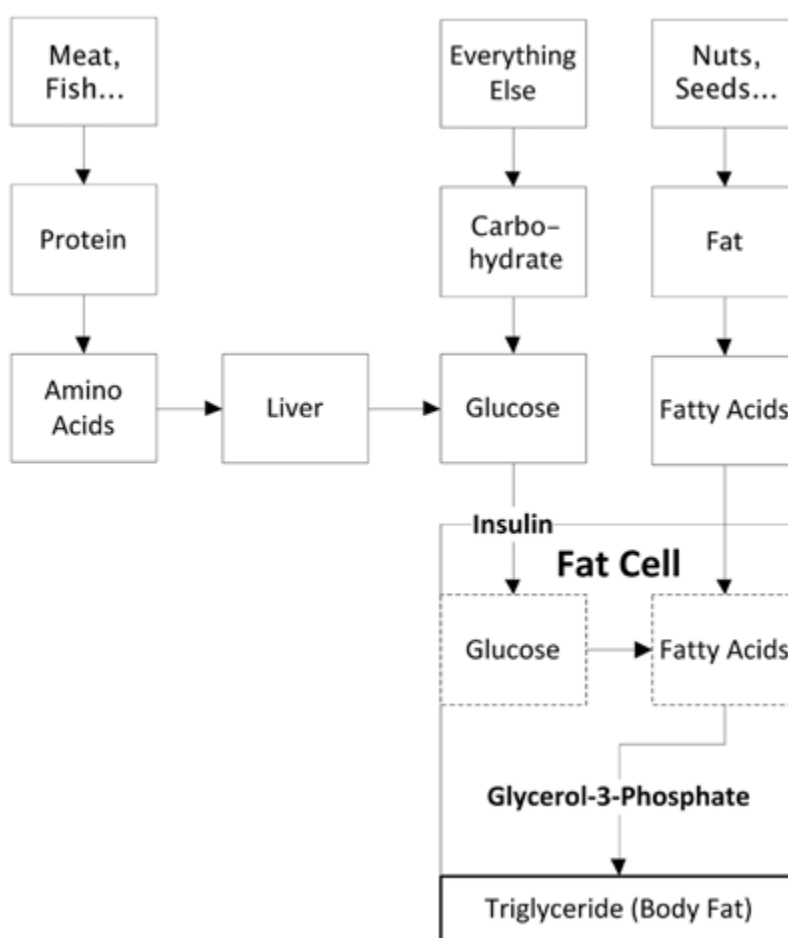 Meat,
Fish...
Everything
Else
Nuts,
Seeds...
Protein
Carbo-
hydrate
Fat
Amino
Acids
Liver
Glucose
Fatty Acids
Insulin
Fat Cell
Glucose
Fatty Acids
Glycerol-3-Phosphate
Triglyceride (Body Fat)